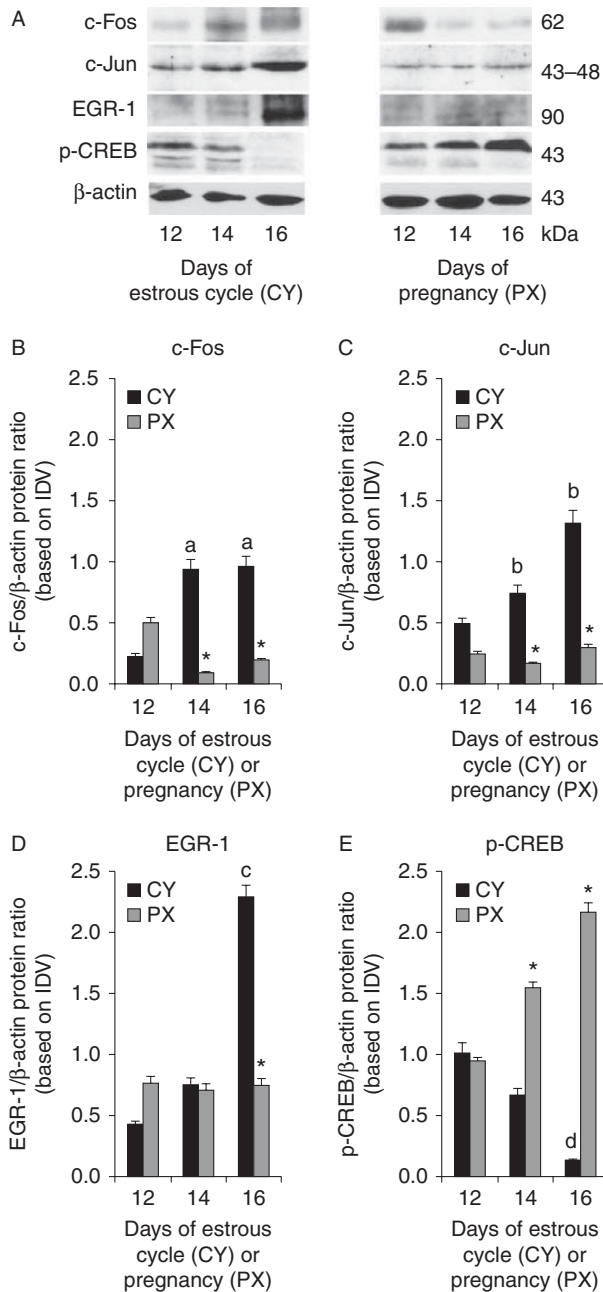 A
c-Fos
62
c-Jun
43–48
EGR-1
90
p-CREB
43
β-actin
43
12 14 16
12 14 16 kDa
Days of
estrous cycle (CY)
Days of
pregnancy (PX)
B
c-Fos
c-Fos/β-actin protein ratio
(based on IDV)
2.5
2.0
1.5
1.0
0.5
0.0
CY
PX
a
a
*
*
12 14 16
Days of estrous
cycle (CY) or
pregnancy (PX)
C
c-Jun
c-Jun/β-actin protein ratio
(based on IDV)
2.5
2.0
1.5
1.0
0.5
0.0
CY
PX
b
b
*
*
12 14 16
Days of estrous
cycle (CY) or
pregnancy (PX)
D
EGR-1
EGR-1/β-actin protein ratio
(based on IDV)
2.5
2.0
1.5
1.0
0.5
0.0
CY
PX
c
*
12 14 16
Days of estrous
cycle (CY) or
pregnancy (PX)
E
p-CREB
p-CREB/β-actin protein ratio
(based on IDV)
2.5
2.0
1.5
1.0
0.5
0.0
CY
PX
*
*
d
12 14 16
Days of estrous
cycle (CY) or
pregnancy (PX)